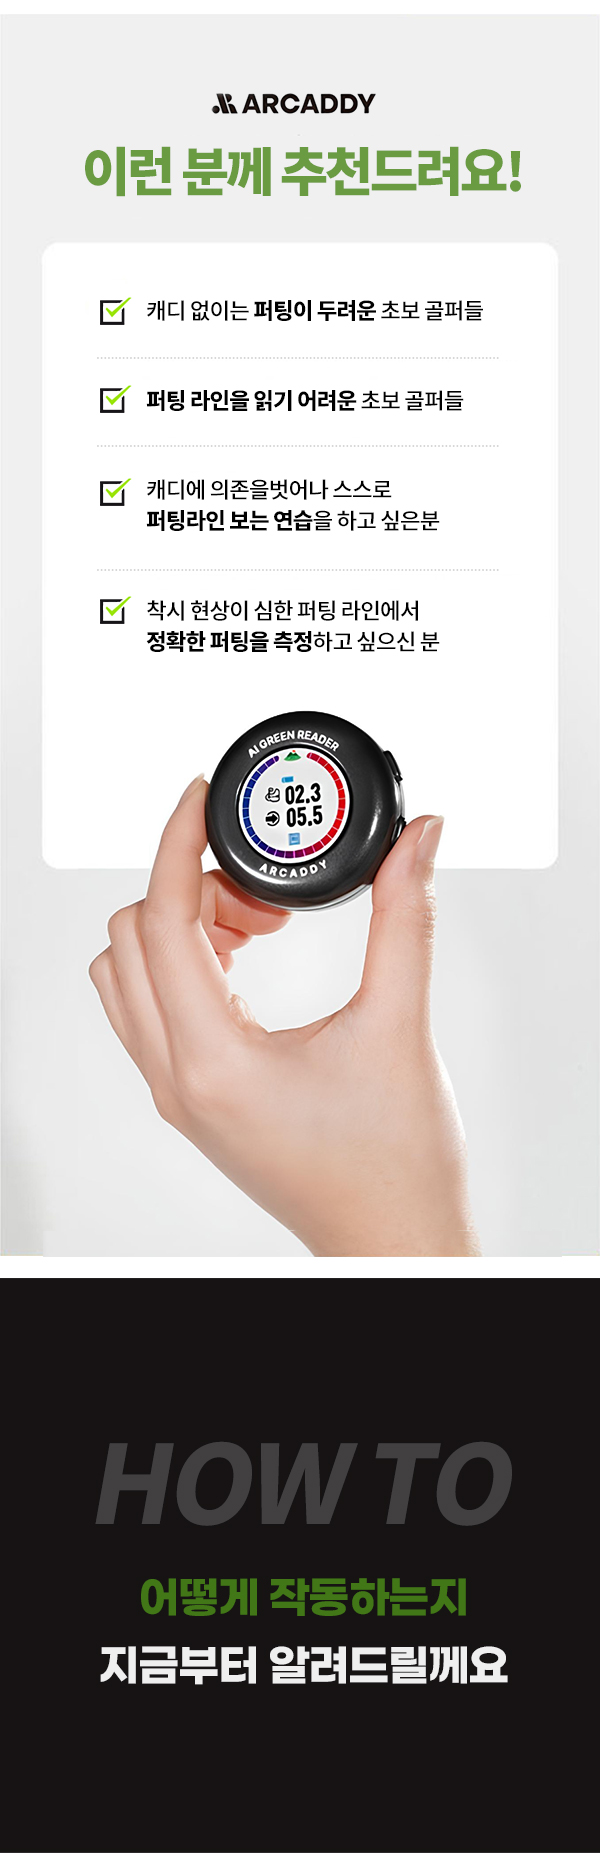 ARCADDY
이런 분께 추천드려요!
캐디 없이는 퍼팅이 두려운 초보 골퍼들
퍼팅 라인을 읽기 어려운 초보 골퍼들
캐디에 의존을벗어나 스스로
퍼팅라인 보는 연습을 하고 싶은분
착시 현상이 심한 퍼팅 라인에서
정확한 퍼팅을 측정하고 싶으신 분
AI GREEN READER
02.3
05.5
ARCADDY
HOW TO
어떻게 작동하는지
지금부터 알려드릴께요